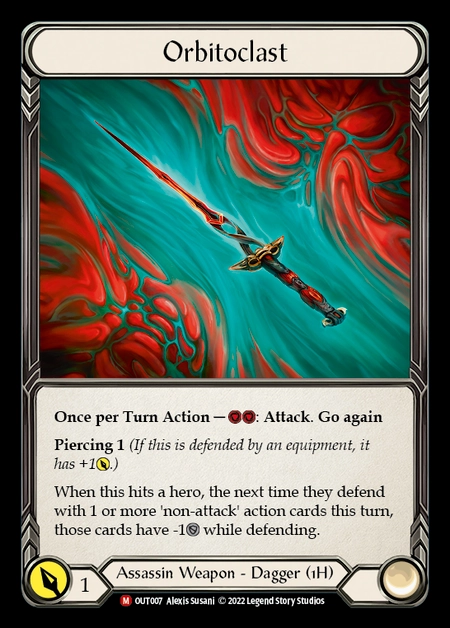 Orbitoclast
Once per Turn Action — : Attack. Go again
Piercing 1 (If this is defended by an equipment, it
has +1.)
When this hits a hero, the next time they defend
with 1 or more 'non-attack' action cards this turn,
those cards have -1 while defending.
1
Assassin Weapon - Dagger (1H)
M OUT007 Alexis Susani © 2022 Legend Story Studios